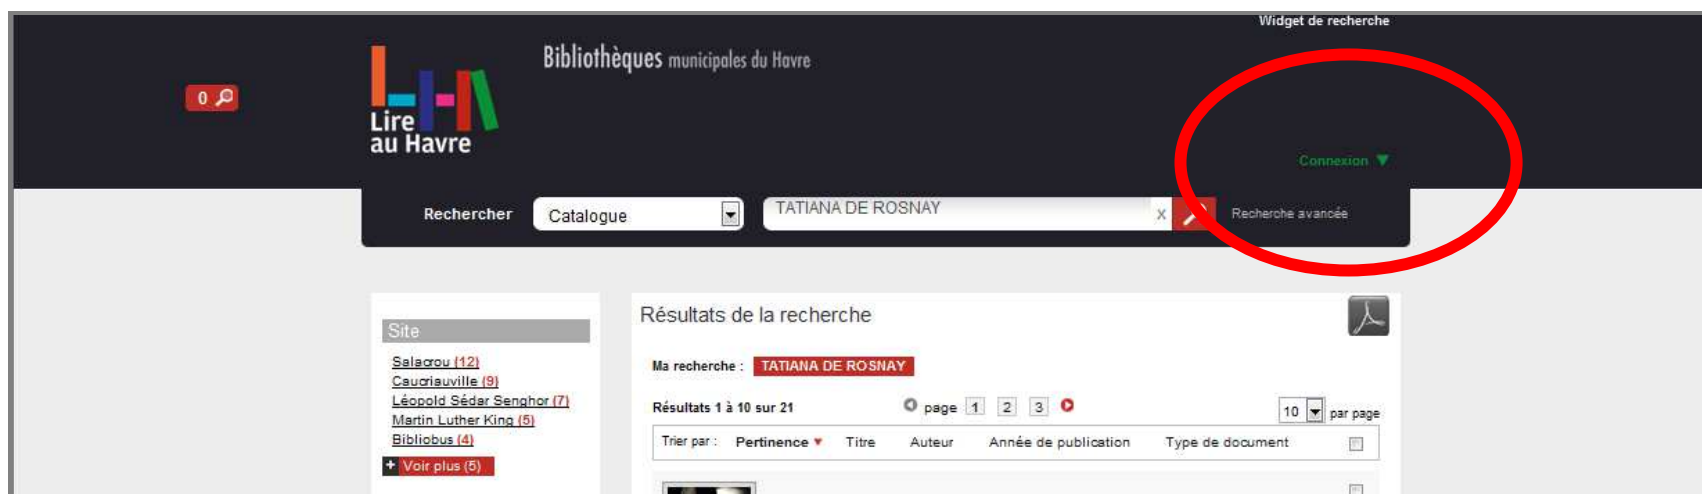 Widget de recherche
Bibliothèques municipales du Havre
0
Lire
au Havre
Connexion ▼
Rechercher Catalogue TATIANA DE ROSNAY x Recherche avancée
Site
Salacrou (12)
Caucriauville (9)
Léopold Sédar Senghor (7)
Martin Luther King (5)
Bibliobus (4)
+ Voir plus (5)
Résultats de la recherche
Ma recherche : TATIANA DE ROSNAY
Résultats 1 à 10 sur 21 page 1 2 3 10 par page
Trier par : Pertinence ▼ Titre Auteur Année de publication Type de document